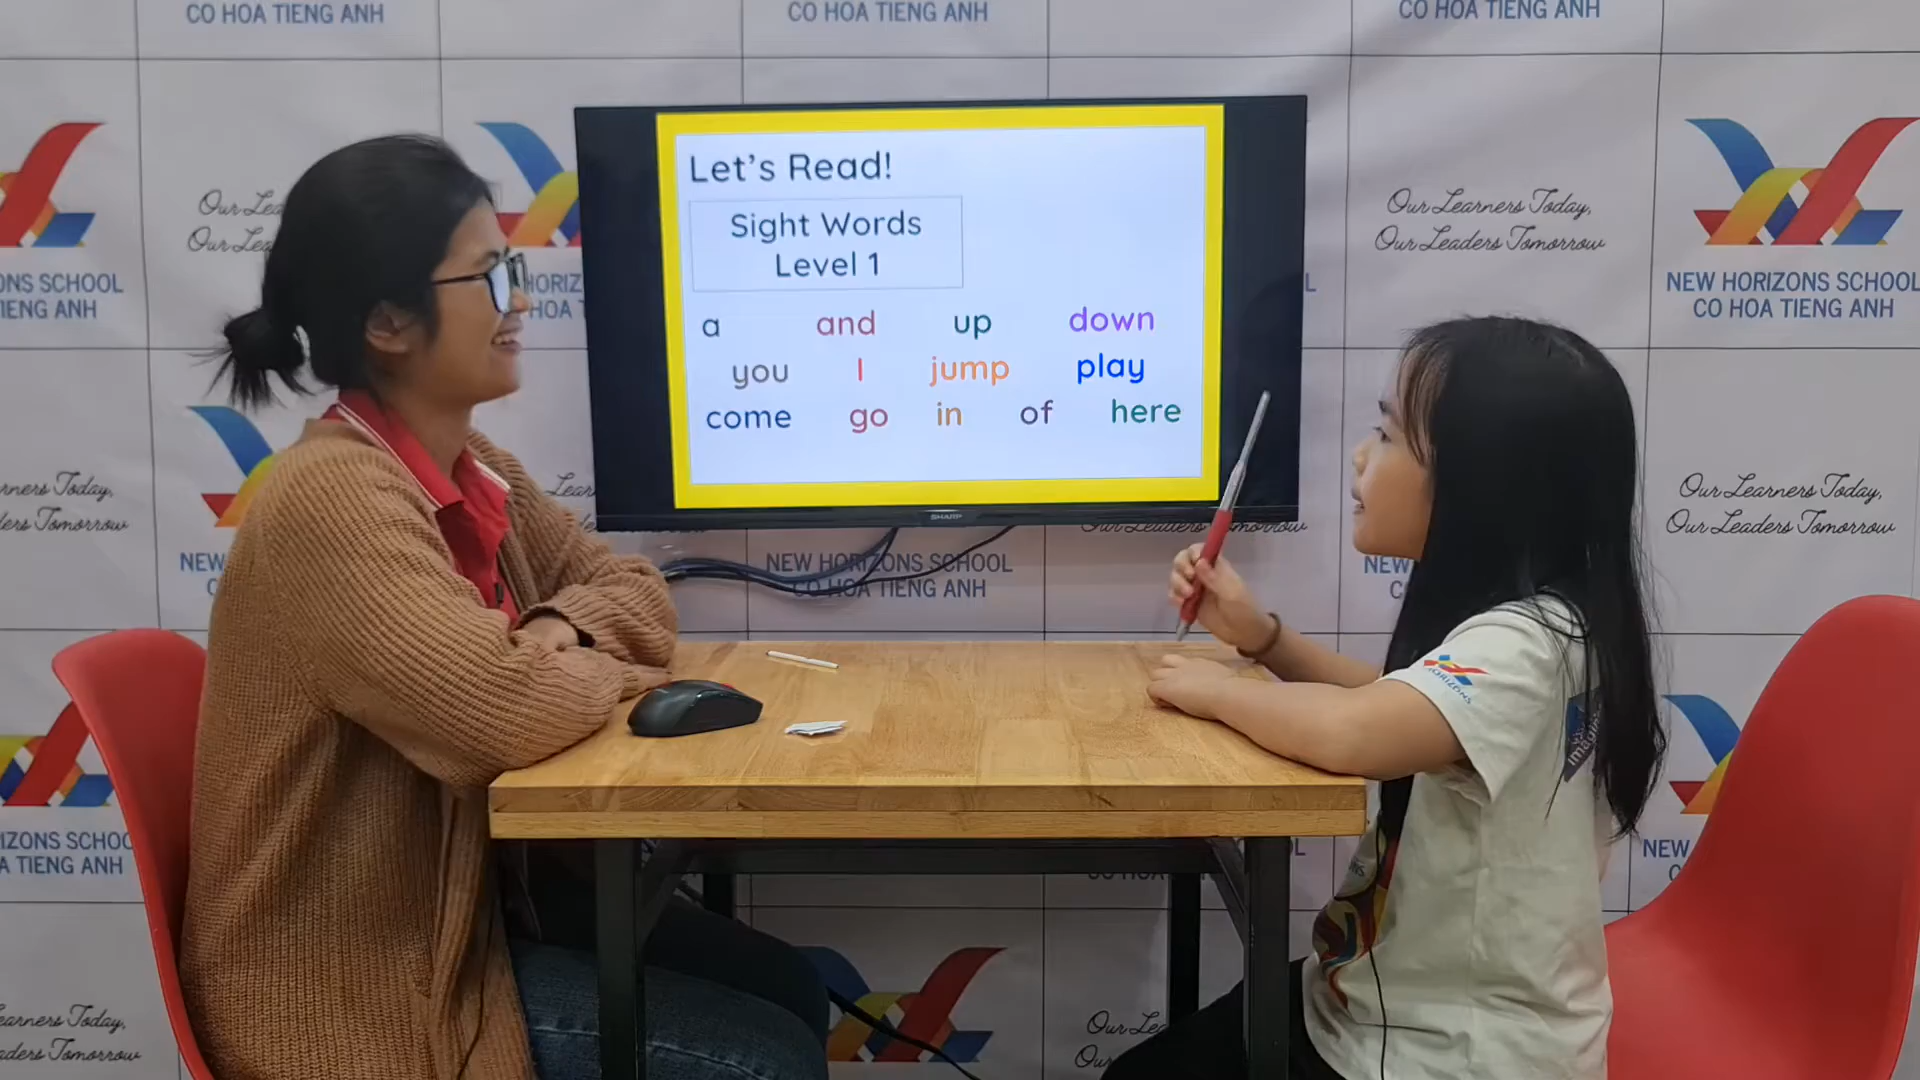 CO HOA TIENG ANH
CO HOA TIENG ANH
CO HOA TIENG ANH
Let's Read!
Sight Words
Level 1
a and up down
you I jump play
come go in of here
SHARP
Our Learners Today,
Our Leaders Tomorrow
NEW HORIZONS SCHOOL
CO HOA TIENG ANH
Our Learners Today,
Our Leaders Tomorrow
NEW HORIZONS SCHOOL
CO HOA TIENG ANH
HORIZONS